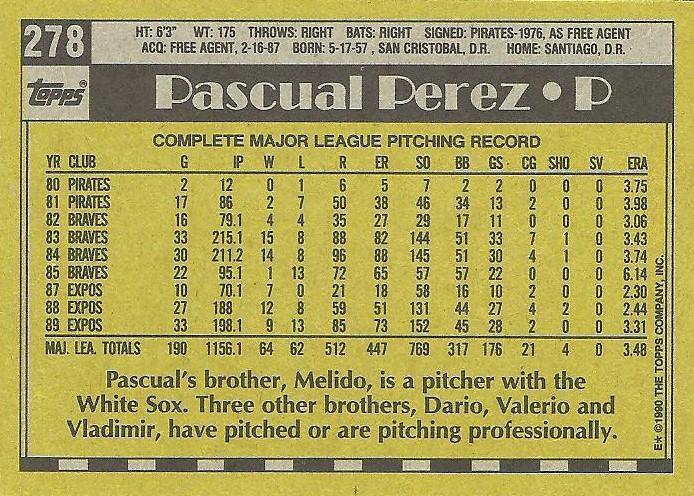 278
HT: 6'3" WT: 175 THROWS: RIGHT BATS: RIGHT SIGNED: PIRATES-1976, AS FREE AGENT
ACQ: FREE AGENT, 2-16-87 BORN: 5-17-57 , SAN CRISTOBAL, D.R. HOME: SANTIAGO, D.R.
Topps®
Pascual Perez • P
COMPLETE MAJOR LEAGUE PITCHING RECORD
YR CLUB G IP W L R ER SO BB GS CG SHO SV ERA
80 PIRATES 2 12 0 1 6 5 7 2 2 0 0 0 3.75
81 PIRATES 17 86 2 7 50 38 46 34 13 2 0 0 3.98
82 BRAVES 16 79.1 4 4 35 27 29 17 11 0 0 0 3.06
83 BRAVES 33 215.1 15 8 88 82 144 51 33 7 1 0 3.43
84 BRAVES 30 211.2 14 8 96 88 145 51 30 4 1 0 3.74
85 BRAVES 22 95.1 1 13 72 65 57 57 22 0 0 0 6.14
87 EXPOS 10 70.1 7 0 21 18 58 16 10 2 0 0 2.30
88 EXPOS 27 188 12 8 59 51 131 44 27 4 2 0 2.44
89 EXPOS 33 198.1 9 13 85 73 152 45 28 2 0 0 3.31
MAJ. LEA. TOTALS 190 1156.1 64 62 512 447 769 317 176 21 4 0 3.48
Pascual's brother, Melido, is a pitcher with the
White Sox. Three other brothers, Dario, Valerio and
Vladimir, have pitched or are pitching professionally.
E* ©1990 THE TOPPS COMPANY, INC.